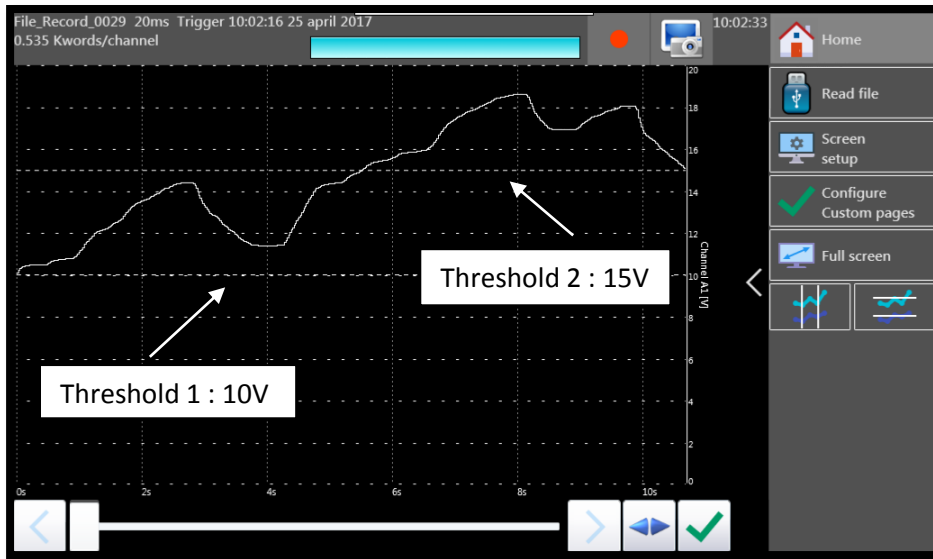 File_Record_0029 20ms Trigger 10:02:16 25 april 2017
0.535 Kwords/channel
10:02:33
Home
Read file
Screen
setup
Configure
Custom pages
Full screen
20
18
16
14
12
10
8
6
4
2
0
Channel A1 [V]
Threshold 2 : 15V
Threshold 1 : 10V
0s
2s
4s
6s
8s
10s